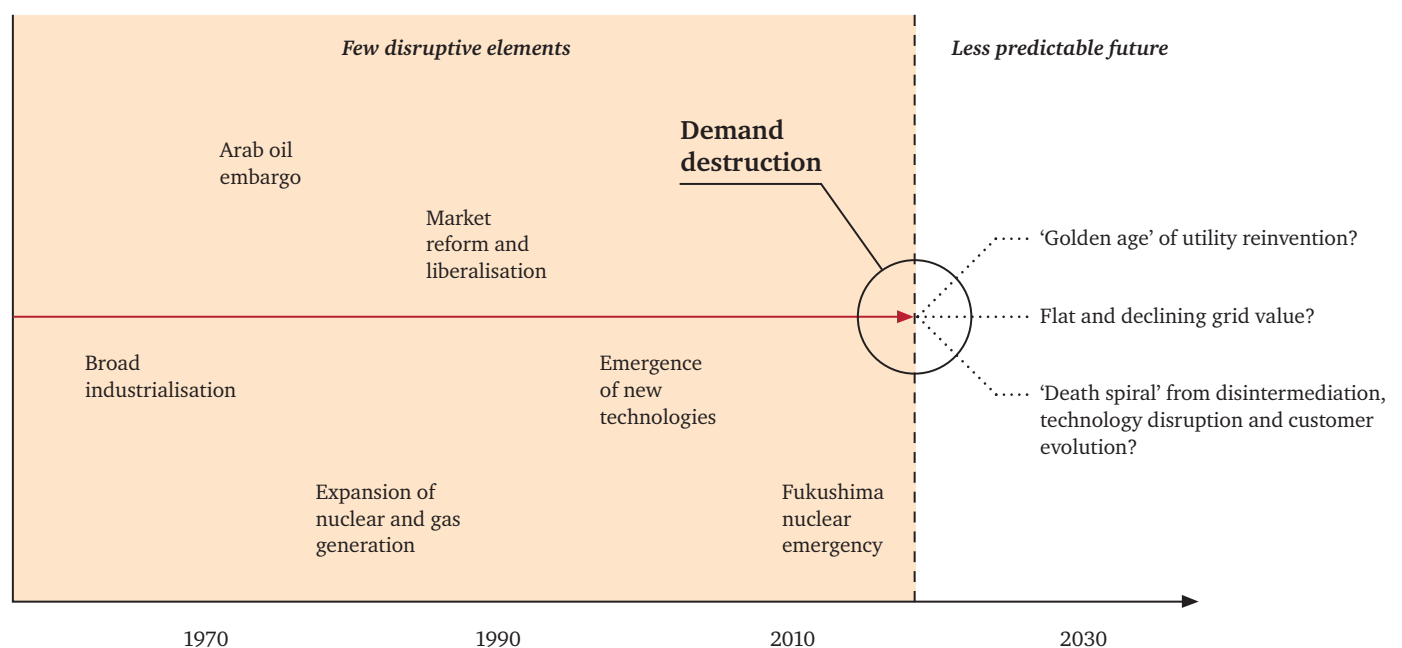 Few disruptive elements
Less predictable future
Demand
destruction
Arab oil
embargo
Market
reform and
liberalisation
‘Golden age’ of utility reinvention?
Flat and declining grid value?
‘Death spiral’ from disintermediation,
technology disruption and customer
evolution?
Broad
industrialisation
Emergence
of new
technologies
Expansion of
nuclear and gas
generation
Fukushima
nuclear
emergency
1970
1990
2010
2030